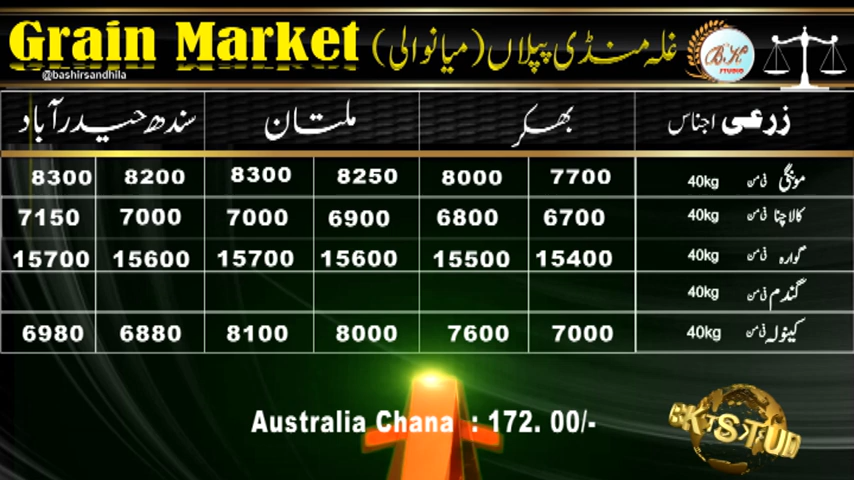 Grain Market غلہ منڈی پپلاں (میانوالی)
@bashirsandhila
B.K
STUDIO
زرعی اجناس بھکر ملتان سندھ حیدرآباد
مونگی فی من 40kg 7700 8000 8250 8300 8200 8300
کالا چنا فی من 40kg 6700 6800 6900 7000 7000 7150
گوارہ فی من 40kg 15400 15500 15600 15700 15600 15700
گندم فی من 40kg
کینولہ فی من 40kg 7000 7600 8000 8100 6880 6980
Australia Chana : 172. 00/-